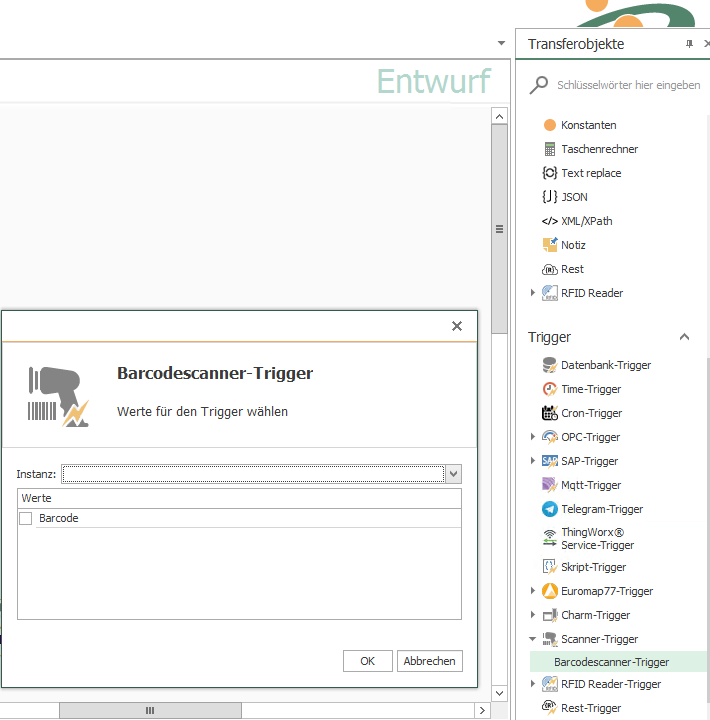 Transferobjekte
Entwurf
Schlüsselwörter hier eingeben
Konstanten
Taschenrechner
Text replace
JSON
XML/XPath
Notiz
Rest
RFID Reader
Trigger
Datenbank-Trigger
Time-Trigger
Cron-Trigger
OPC-Trigger
SAP
SAP-Trigger
Mqtt-Trigger
Telegram-Trigger
ThingWorx®
Service-Trigger
Skript-Trigger
Euromap77-Trigger
Charm-Trigger
Scanner-Trigger
Barcodescanner-Trigger
RFID Reader-Trigger
Rest-Trigger
Barcodescanner-Trigger
Werte für den Trigger wählen
Instanz:
Werte
Barcode
OK
Abbrechen